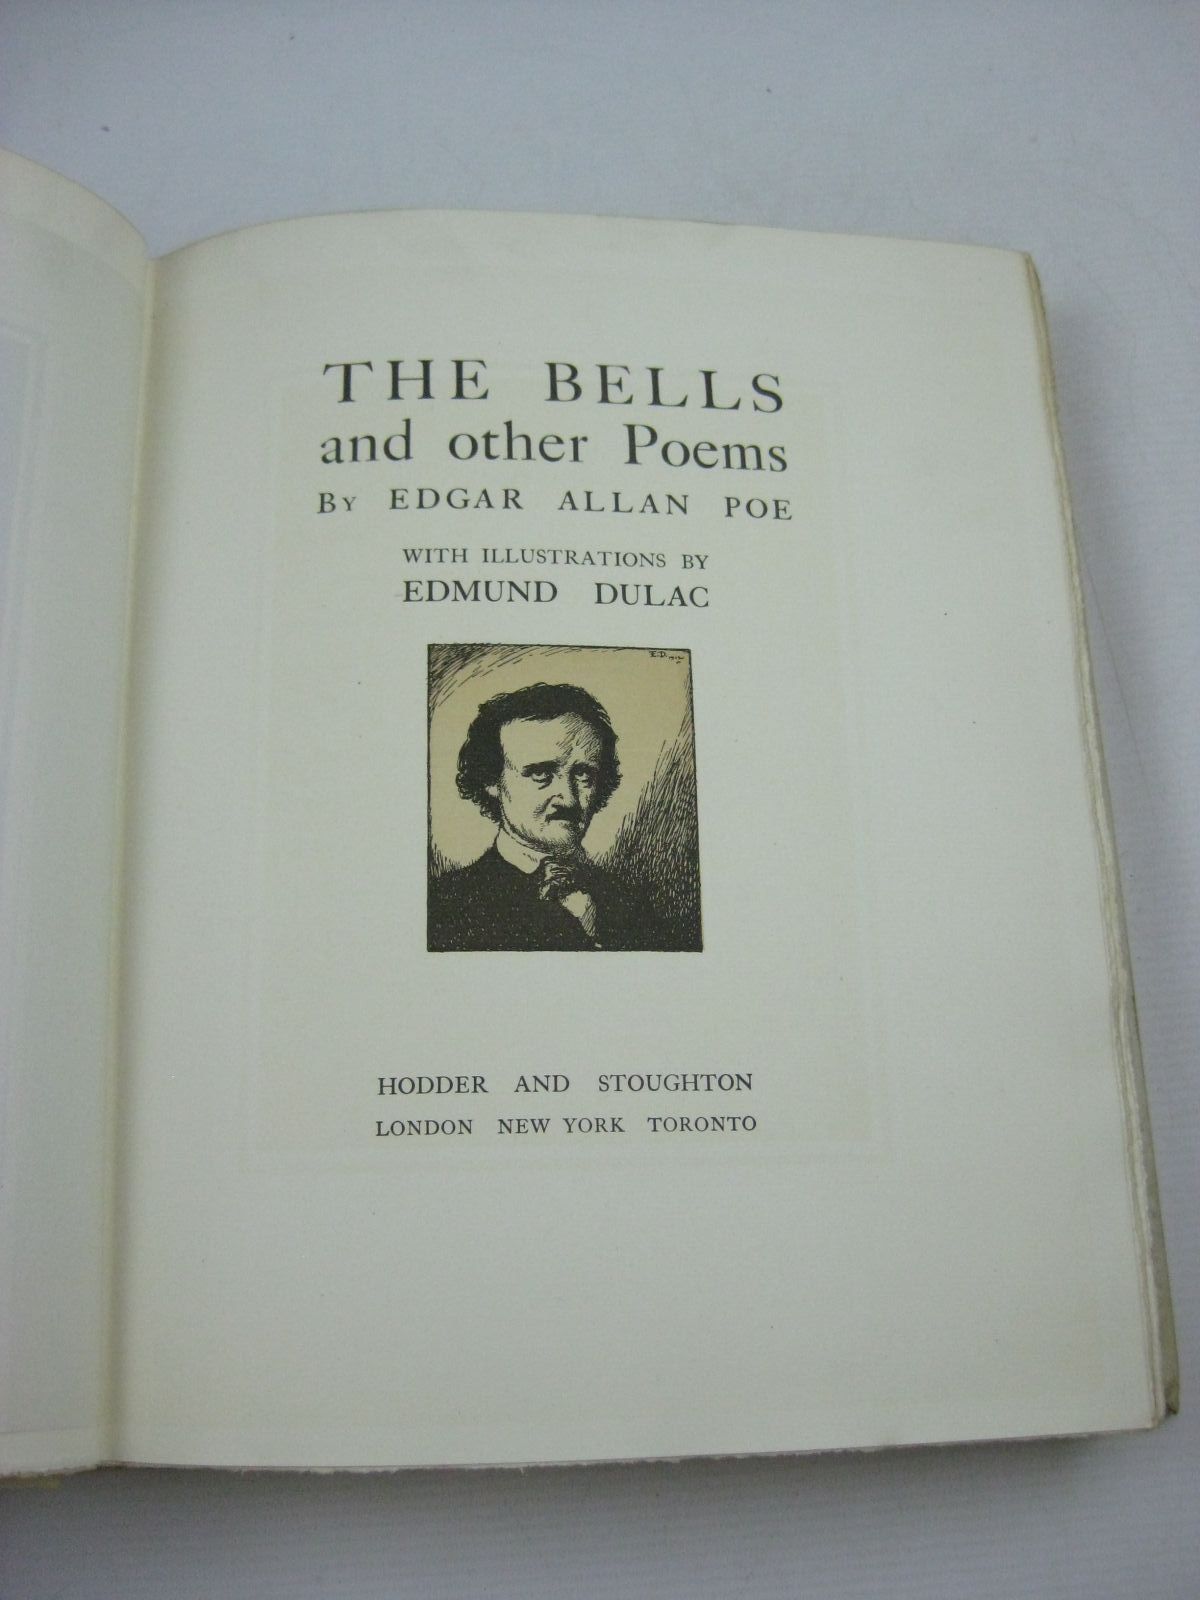 THE BELLS
and other Poems
BY EDGAR ALLAN POE
WITH ILLUSTRATIONS BY
EDMUND DULAC
E.D. 1912
HODDER AND STOUGHTON
LONDON NEW YORK TORONTO